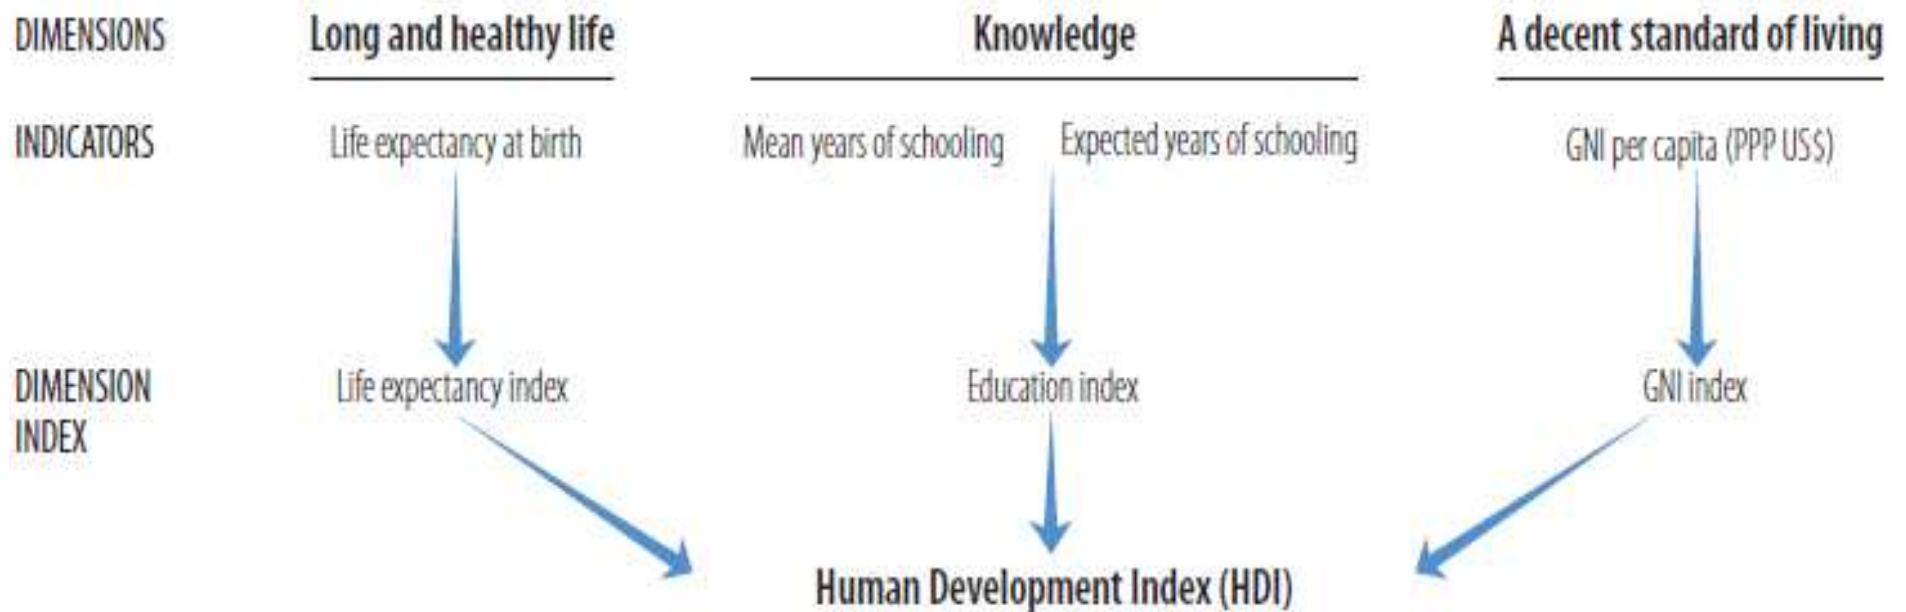 DIMENSIONS Long and healthy life Knowledge A decent standard of living
INDICATORS Life expectancy at birth Mean years of schooling Expected years of schooling GNI per capita (PPP US$)
DIMENSION INDEX Life expectancy index Education index GNI index
Human Development Index (HDI)